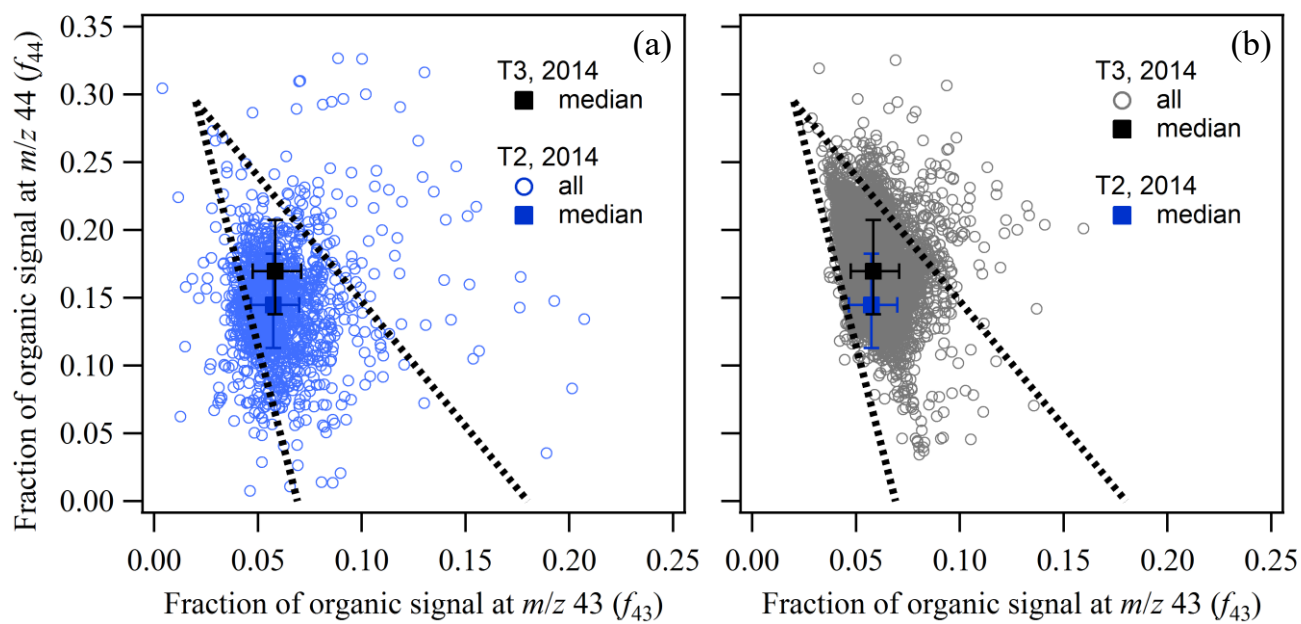 Fraction of organic signal at m/z 44 (f44)
0.35
0.30
0.25
0.20
0.15
0.10
0.05
0.00
(a)
T3, 2014
median
T2, 2014
all
median
0.00 0.05 0.10 0.15 0.20 0.25
Fraction of organic signal at m/z 43 (f43)
(b)
T3, 2014
all
median
T2, 2014
median
0.00 0.05 0.10 0.15 0.20 0.25
Fraction of organic signal at m/z 43 (f43)